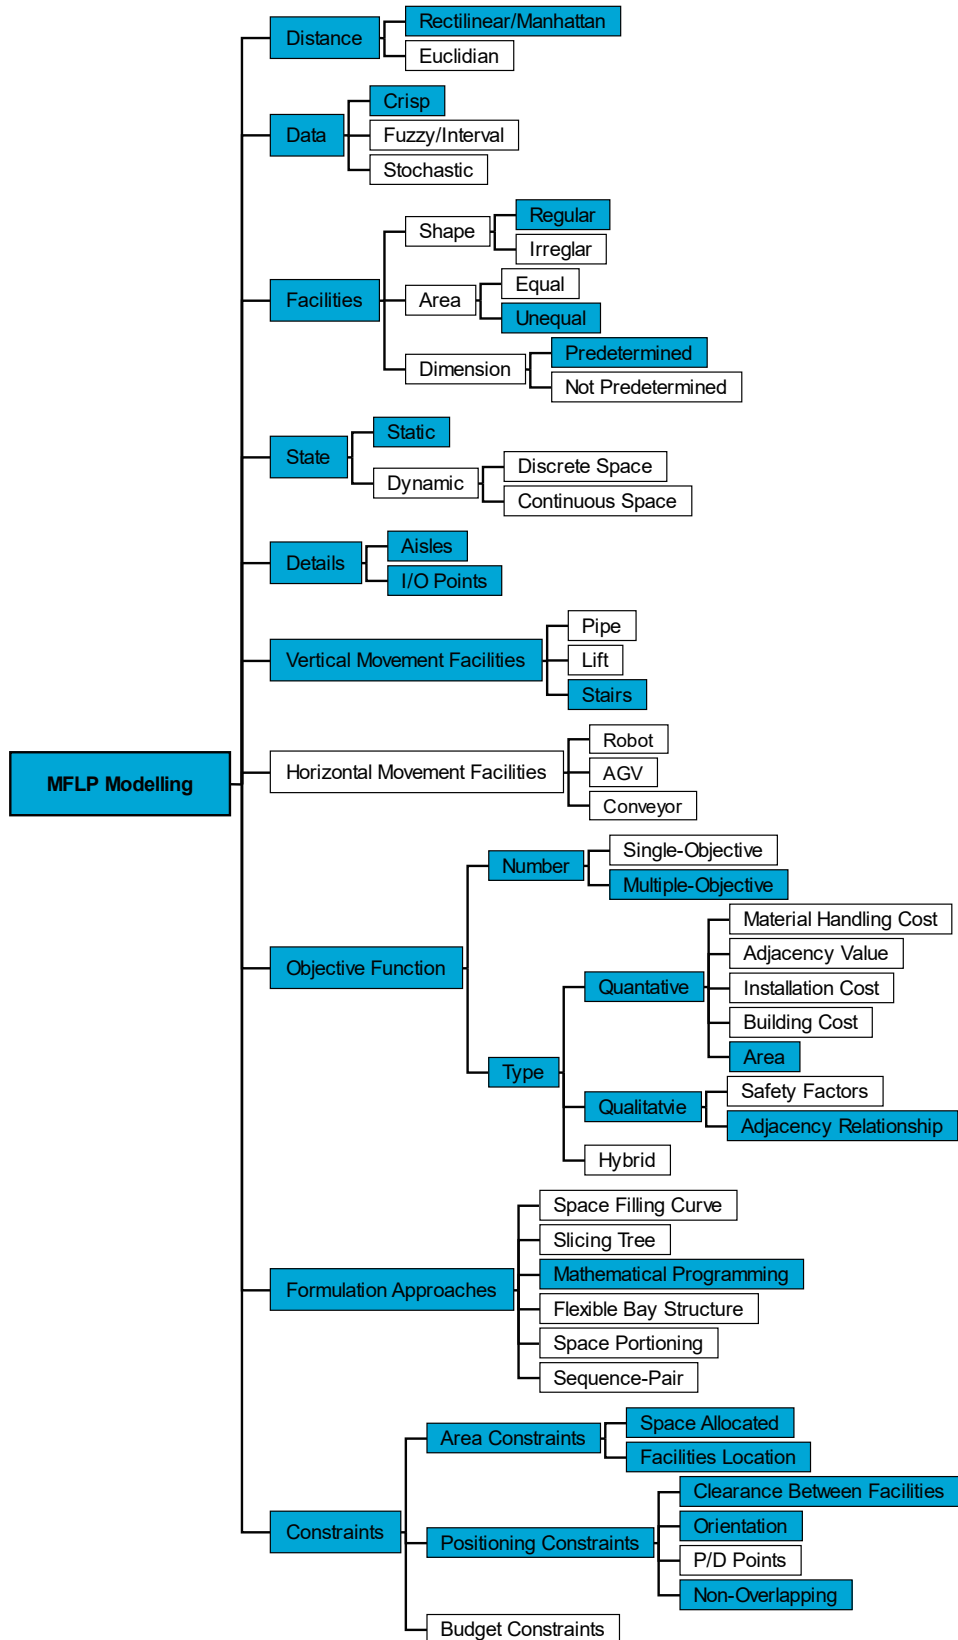 MFLP Modelling
Distance
Rectilinear/Manhattan
Euclidian
Data
Crisp
Fuzzy/Interval
Stochastic
Facilities
Shape
Regular
Irreglar
Area
Equal
Unequal
Dimension
Predetermined
Not Predetermined
State
Static
Dynamic
Discrete Space
Continuous Space
Details
Aisles
I/O Points
Vertical Movement Facilities
Pipe
Lift
Stairs
Horizontal Movement Facilities
Robot
AGV
Conveyor
Objective Function
Number
Single-Objective
Multiple-Objective
Type
Quantative
Material Handling Cost
Adjacency Value
Installation Cost
Building Cost
Area
Qualitatvie
Safety Factors
Adjacency Relationship
Hybrid
Formulation Approaches
Space Filling Curve
Slicing Tree
Mathematical Programming
Flexible Bay Structure
Space Portioning
Sequence-Pair
Constraints
Area Constraints
Space Allocated
Facilities Location
Positioning Constraints
Clearance Between Facilities
Orientation
P/D Points
Non-Overlapping
Budget Constraints